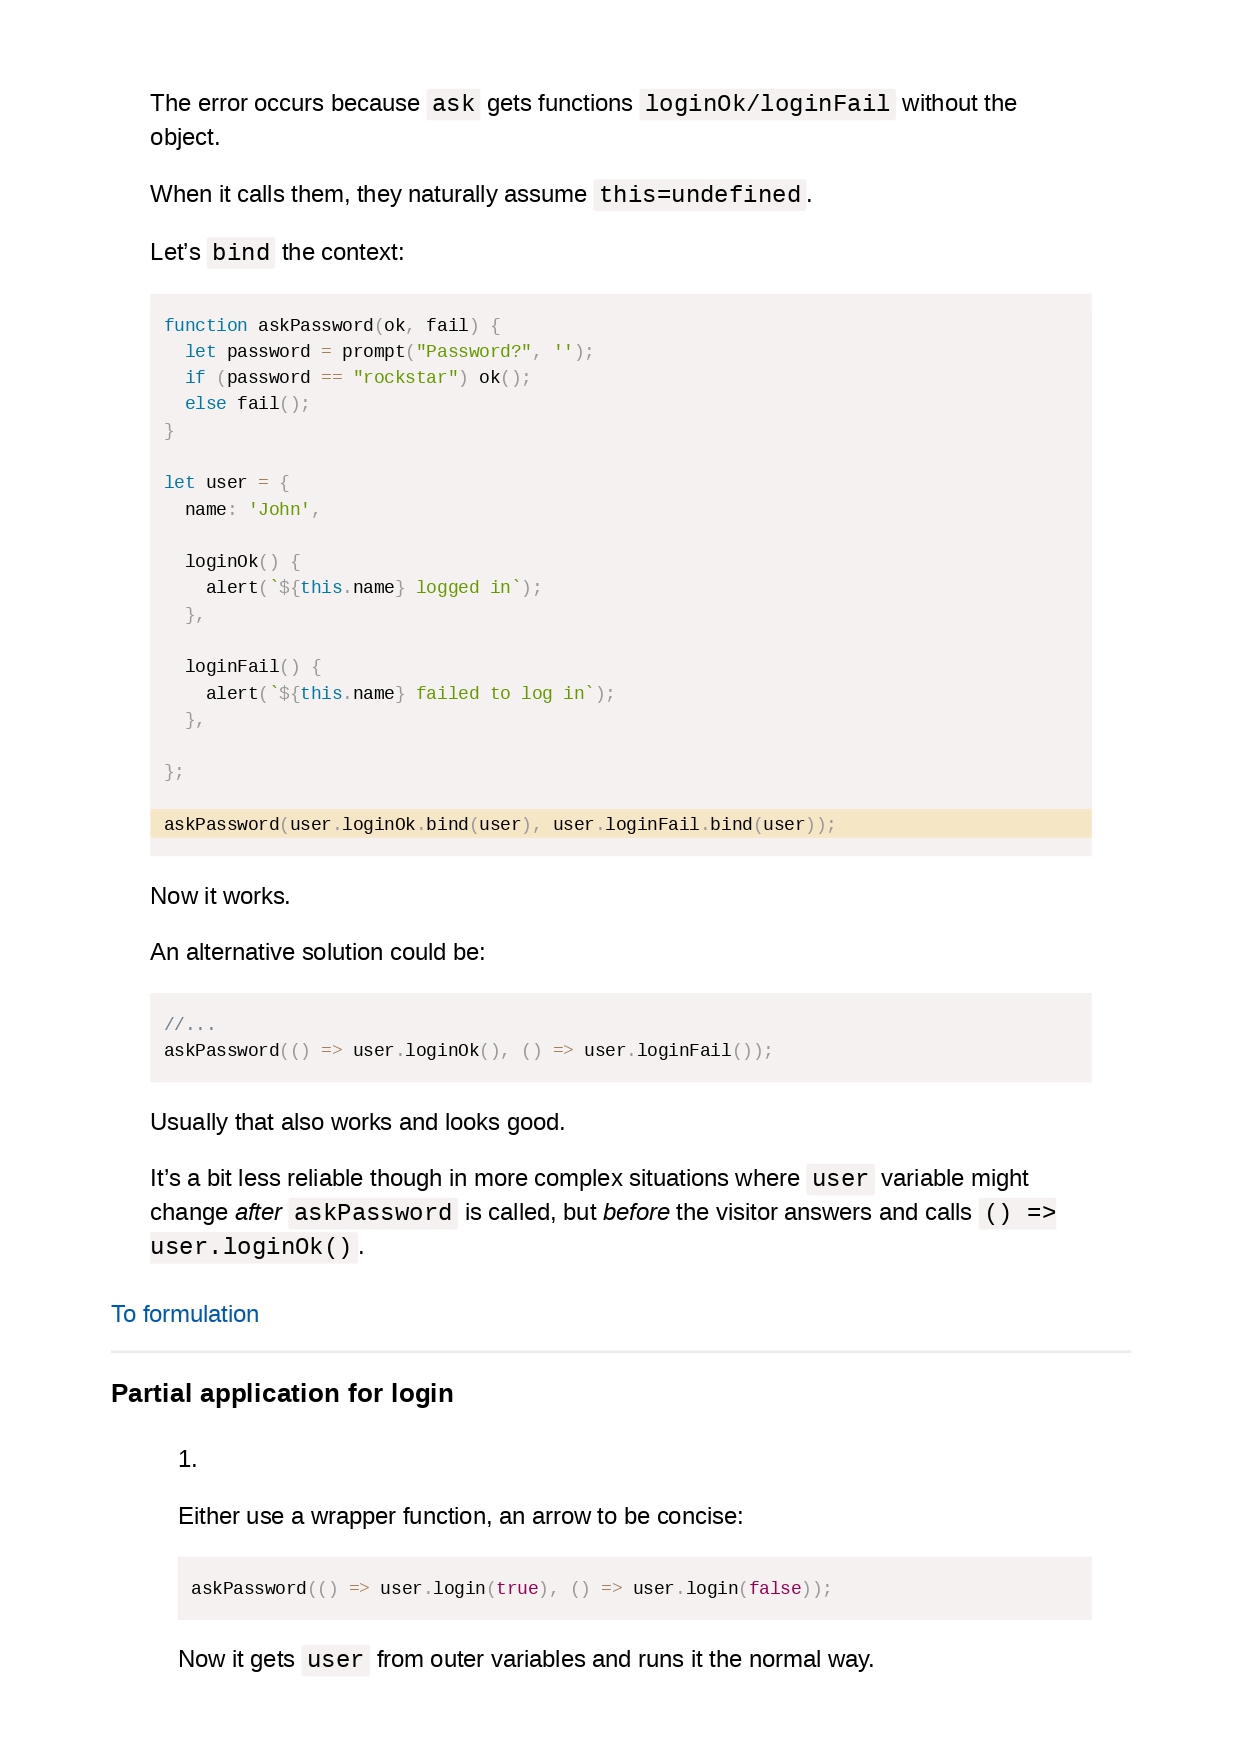 The error occurs because ask gets functions loginOk/loginFail without the
object.
When it calls them, they naturally assume this=undefined.
Let’s bind the context:
function askPassword(ok, fail) {
  let password = prompt("Password?", '');
  if (password == "rockstar") ok();
  else fail();
}
let user = {
  name: 'John',
  loginOk() {
    alert(`${this.name} logged in`);
  },
  loginFail() {
    alert(`${this.name} failed to log in`);
  },
};
askPassword(user.loginOk.bind(user), user.loginFail.bind(user));
Now it works.
An alternative solution could be:
//...
askPassword(() => user.loginOk(), () => user.loginFail());
Usually that also works and looks good.
It’s a bit less reliable though in more complex situations where user variable might
change after askPassword is called, but before the visitor answers and calls () =>
user.loginOk().
To formulation
Partial application for login
1.
Either use a wrapper function, an arrow to be concise:
askPassword(() => user.login(true), () => user.login(false));
Now it gets user from outer variables and runs it the normal way.